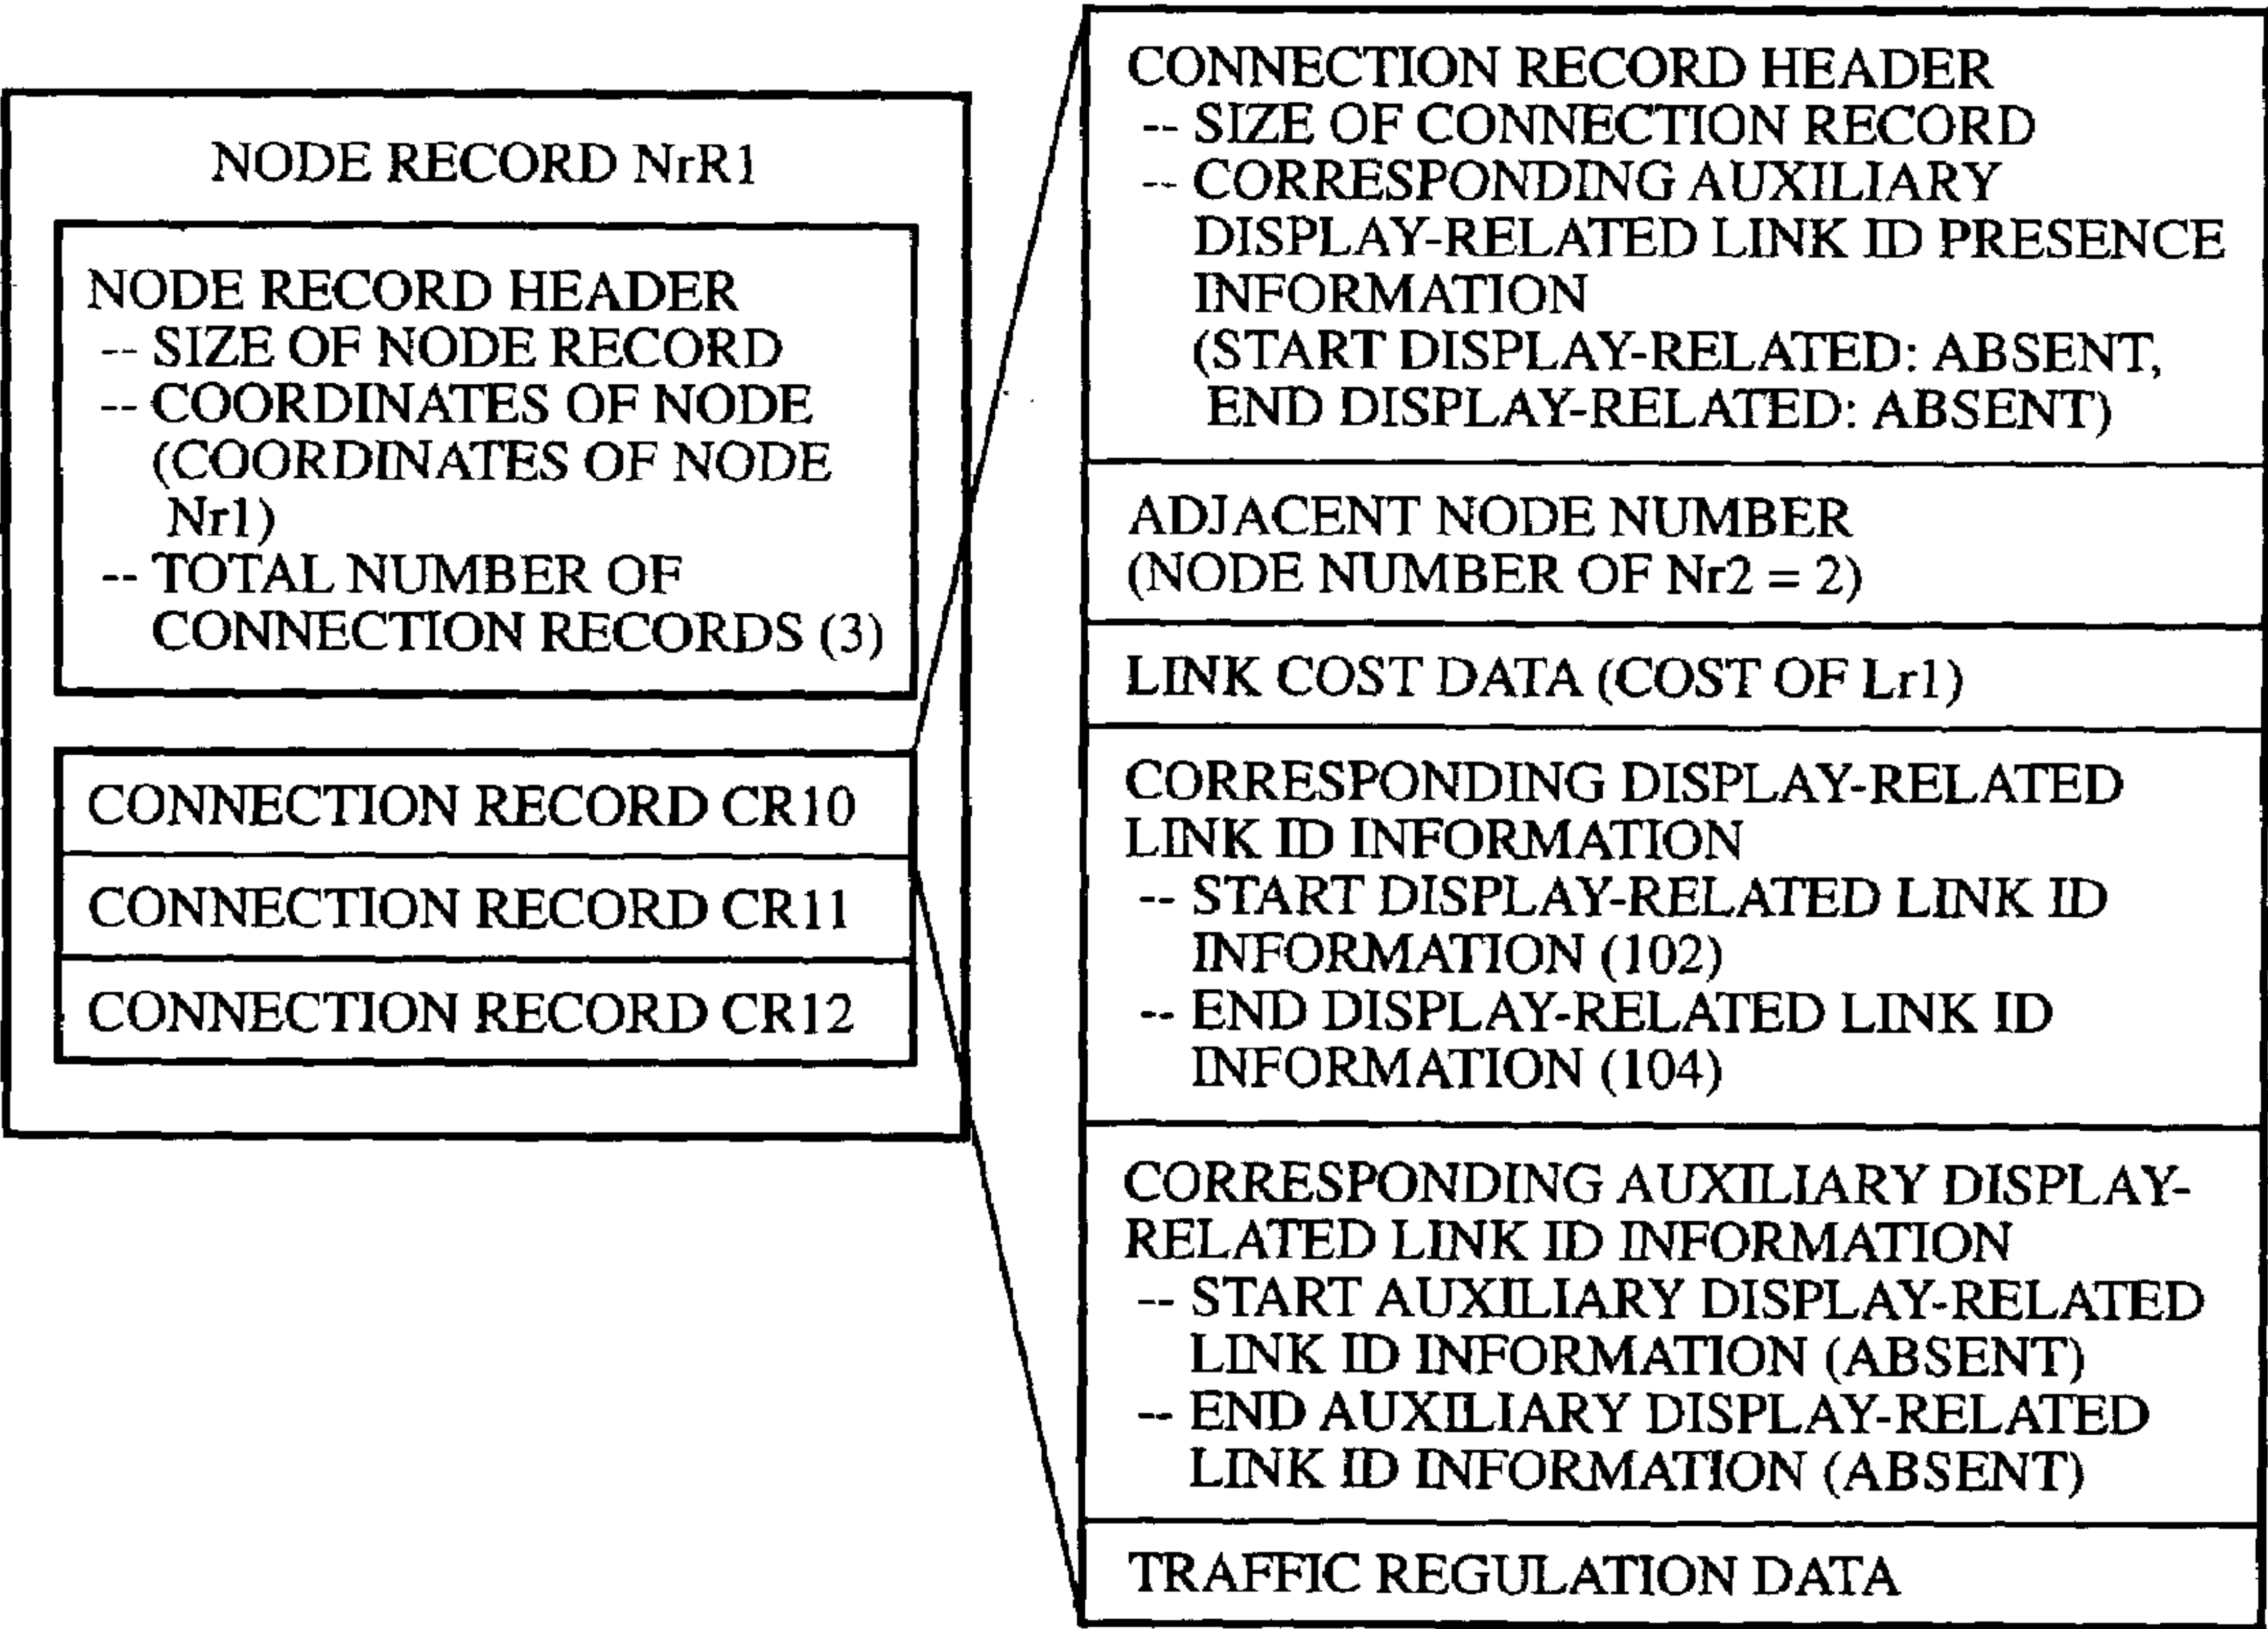 NODE RECORD NrR1
NODE RECORD HEADER
-- SIZE OF NODE RECORD
-- COORDINATES OF NODE
(COORDINATES OF NODE
Nr1)
-- TOTAL NUMBER OF
CONNECTION RECORDS (3)
CONNECTION RECORD CR10
CONNECTION RECORD CR11
CONNECTION RECORD CR12
CONNECTION RECORD HEADER
-- SIZE OF CONNECTION RECORD
-- CORRESPONDING AUXILIARY
DISPLAY-RELATED LINK ID PRESENCE
INFORMATION
(START DISPLAY-RELATED: ABSENT,
END DISPLAY-RELATED: ABSENT)
ADJACENT NODE NUMBER
(NODE NUMBER OF Nr2 = 2)
LINK COST DATA (COST OF Lr1)
CORRESPONDING DISPLAY-RELATED
LINK ID INFORMATION
-- START DISPLAY-RELATED LINK ID
INFORMATION (102)
-- END DISPLAY-RELATED LINK ID
INFORMATION (104)
CORRESPONDING AUXILIARY DISPLAY-
RELATED LINK ID INFORMATION
-- START AUXILIARY DISPLAY-RELATED
LINK ID INFORMATION (ABSENT)
-- END AUXILIARY DISPLAY-RELATED
LINK ID INFORMATION (ABSENT)
TRAFFIC REGULATION DATA